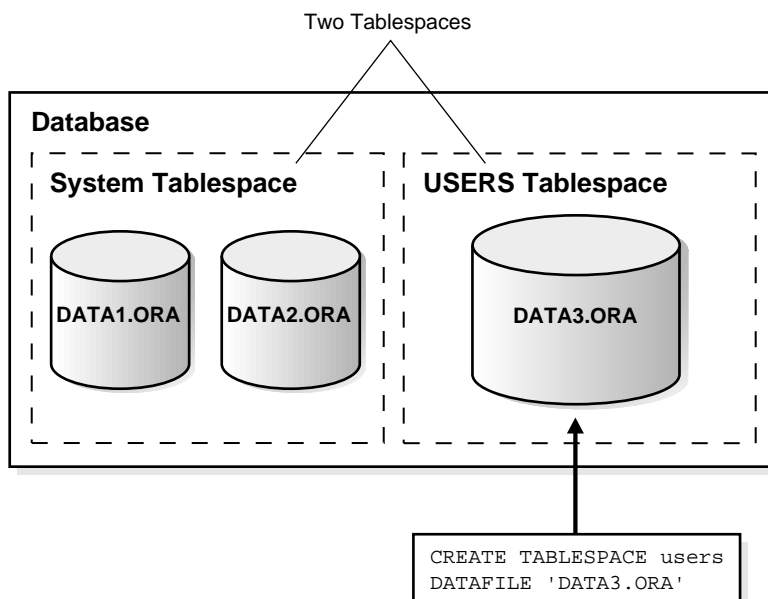 Two Tablespaces
Database
System Tablespace
USERS Tablespace
DATA1.ORA
DATA2.ORA
DATA3.ORA
CREATE TABLESPACE users
DATAFILE 'DATA3.ORA'